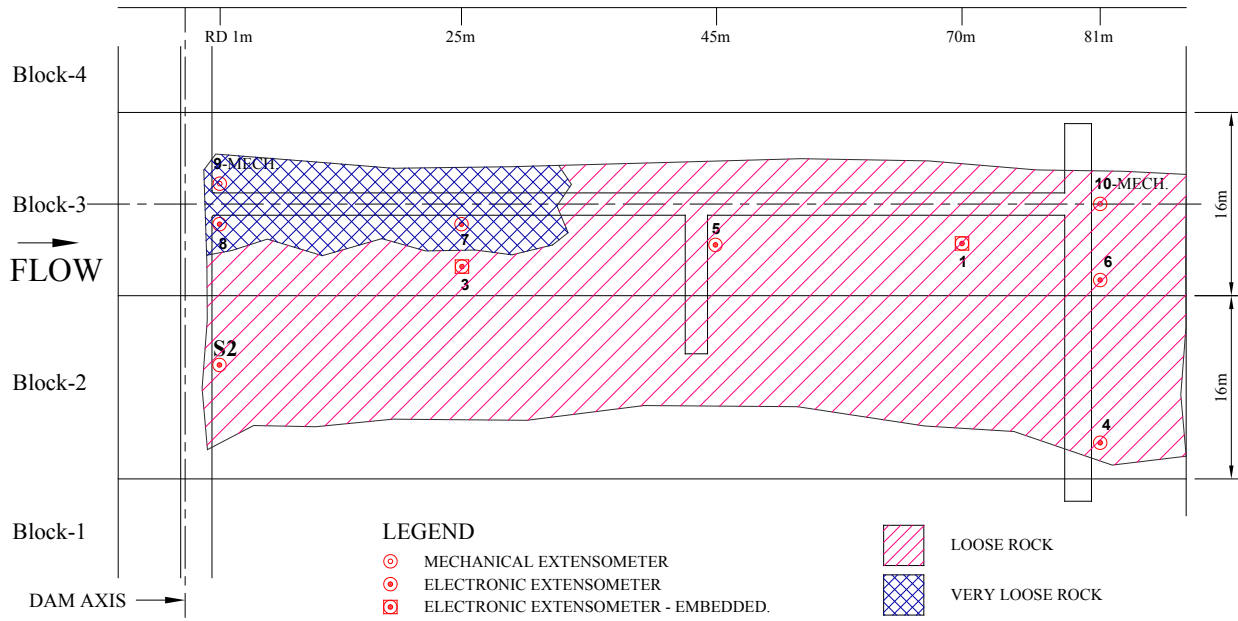 RD 1m 25m 45m 70m 81m
Block-4
9-MECH.
10-MECH.
Block-3
16m
8 7 5 1
FLOW
3 6
S2
Block-2
16m
4
Block-1
LEGEND
MECHANICAL EXTENSOMETER
ELECTRONIC EXTENSOMETER
ELECTRONIC EXTENSOMETER - EMBEDDED.
LOOSE ROCK
VERY LOOSE ROCK
DAM AXIS